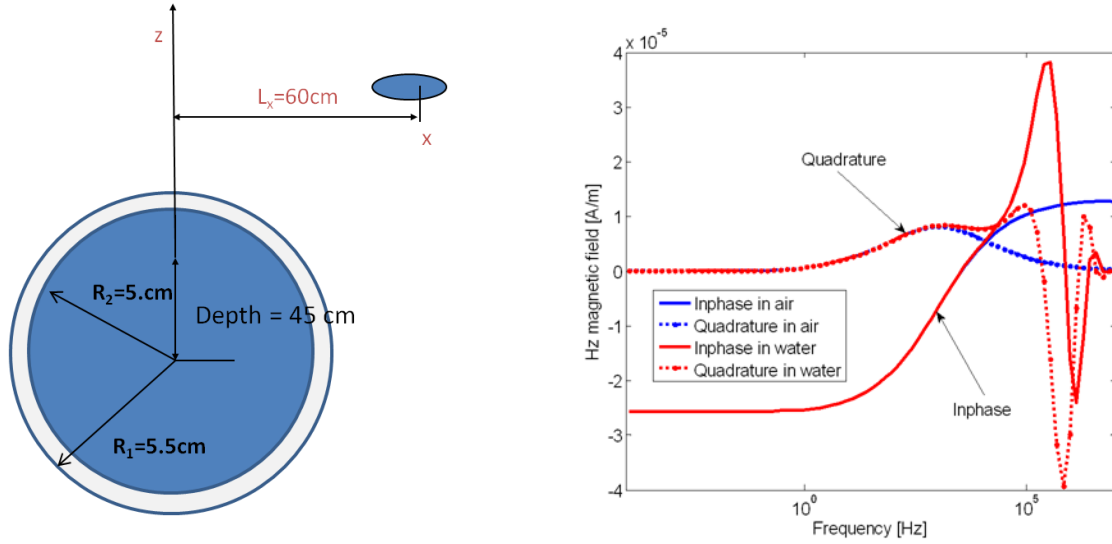 z
Lx=60cm
x
R2=5.cm
Depth = 45 cm
R1=5.5cm
4 x 10^-5
3
2
1
0
-1
-2
-3
-4
Hz magnetic field [A/m]
Quadrature
Inphase in air
Quadrature in air
Inphase in water
Quadrature in water
Inphase
10^0
10^5
Frequency [Hz]